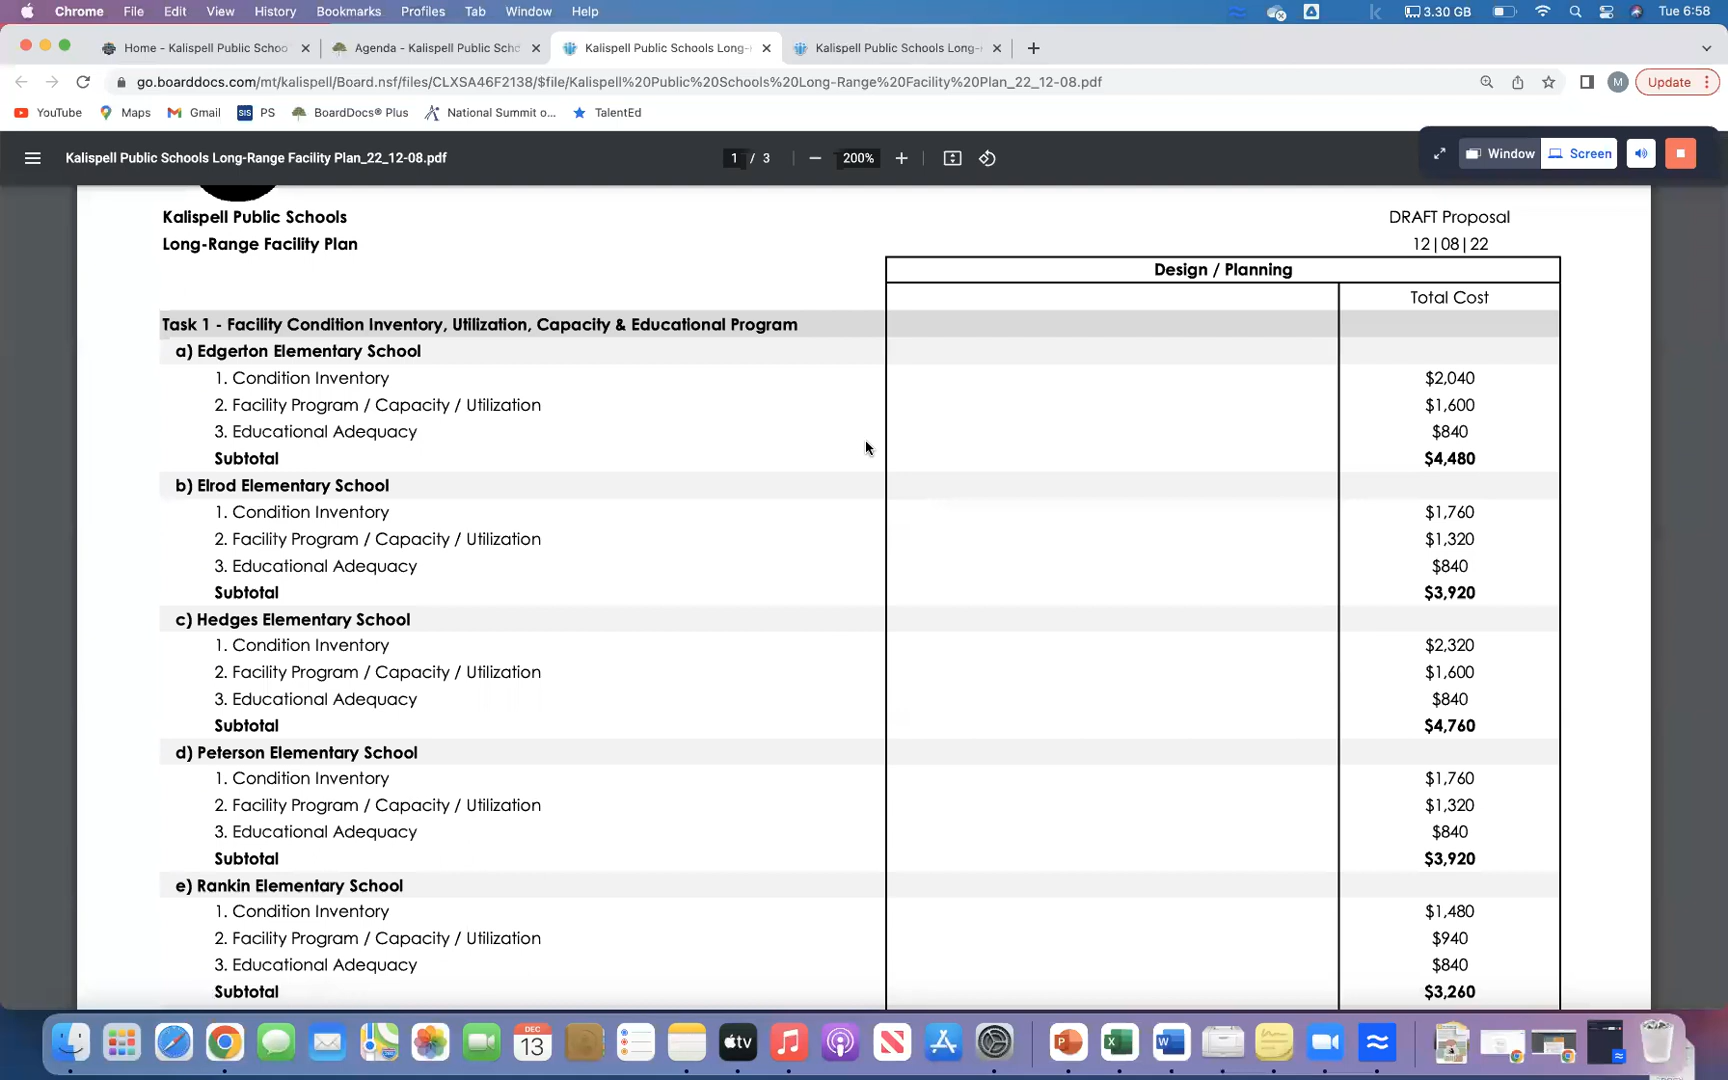 Chrome File Edit View History Bookmarks Profiles Tab Window Help 3.30 GB Tue 6:58
Home - Kalispell Public Schoo Agenda - Kalispell Public Scho Kalispell Public Schools Long- Kalispell Public Schools Long-
go.boarddocs.com/mt/kalispell/Board.nsf/files/CLXSA46F2138/$file/Kalispell%20Public%20Schools%20Long-Range%20Facility%20Plan_22_12-08.pdf M Update
YouTube Maps Gmail SIS PS BoardDocs® Plus National Summit o... TalentEd
Kalispell Public Schools Long-Range Facility Plan_22_12-08.pdf 1 / 3 200% Window Screen
Kalispell Public Schools DRAFT Proposal
Long-Range Facility Plan 12|08|22
Design / Planning
Total Cost
Task 1 - Facility Condition Inventory, Utilization, Capacity & Educational Program
a) Edgerton Elementary School
1. Condition Inventory $2,040
2. Facility Program / Capacity / Utilization $1,600
3. Educational Adequacy $840
Subtotal $4,480
b) Elrod Elementary School
1. Condition Inventory $1,760
2. Facility Program / Capacity / Utilization $1,320
3. Educational Adequacy $840
Subtotal $3,920
c) Hedges Elementary School
1. Condition Inventory $2,320
2. Facility Program / Capacity / Utilization $1,600
3. Educational Adequacy $840
Subtotal $4,760
d) Peterson Elementary School
1. Condition Inventory $1,760
2. Facility Program / Capacity / Utilization $1,320
3. Educational Adequacy $840
Subtotal $3,920
e) Rankin Elementary School
1. Condition Inventory $1,480
2. Facility Program / Capacity / Utilization $940
3. Educational Adequacy $840
Subtotal $3,260
DEC
13
tv